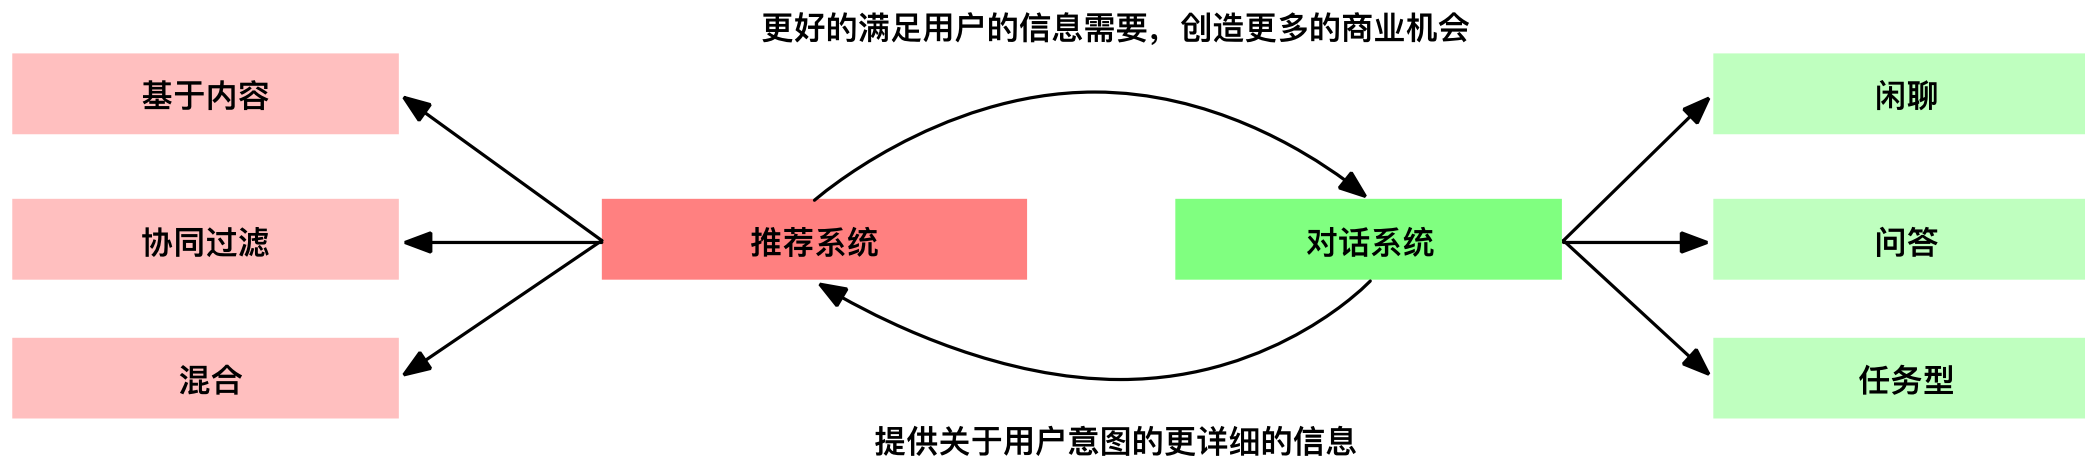 更好的满足用户的信息需要，创造更多的商业机会
基于内容
闲聊
协同过滤
推荐系统
对话系统
问答
混合
任务型
提供关于用户意图的更详细的信息